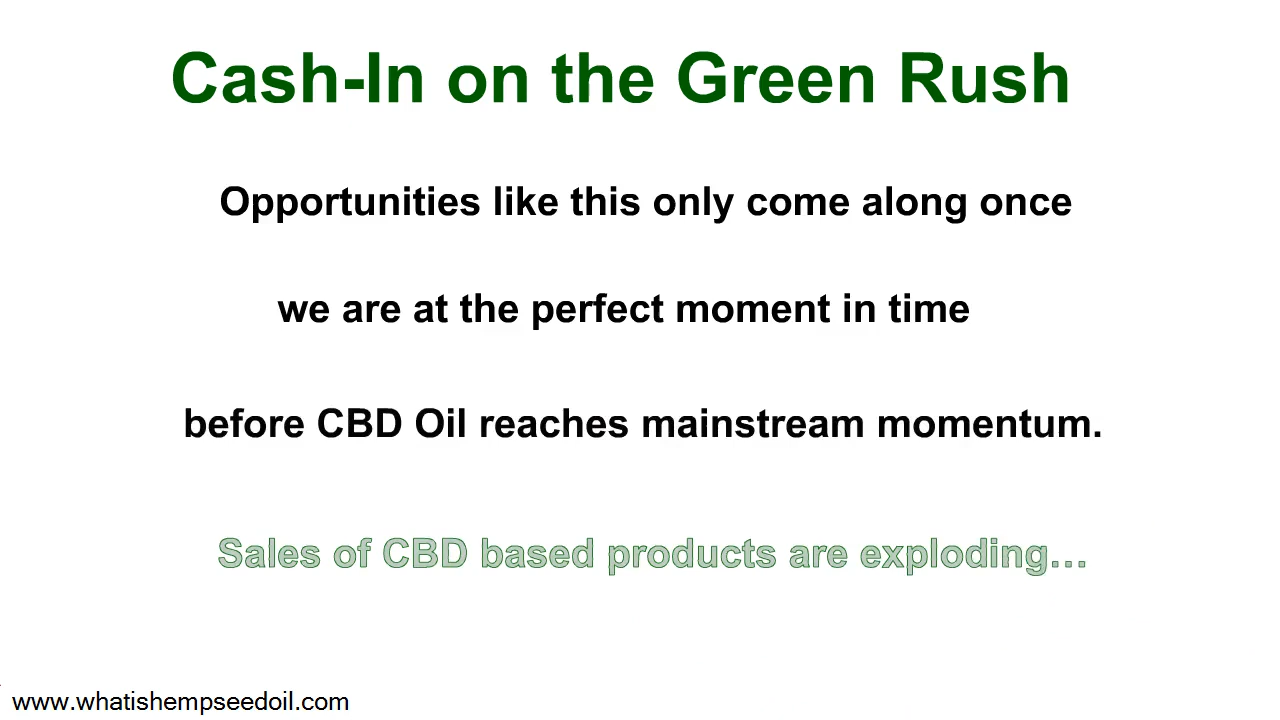 Cash-In on the Green Rush
Opportunities like this only come along once
we are at the perfect moment in time
before CBD Oil reaches mainstream momentum.
Sales of CBD based products are exploding…
www.whatishempseedoil.com